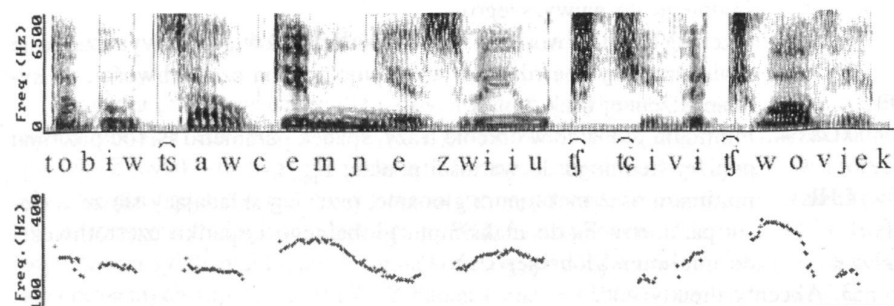 Freq.(Hz) 0 6500
t o b i w t͡s a w c e m ɲ e z w i i u t͡ʃ t͡ɕ i v i t͡ʃ w o v j e k
Freq.(Hz) 100 400